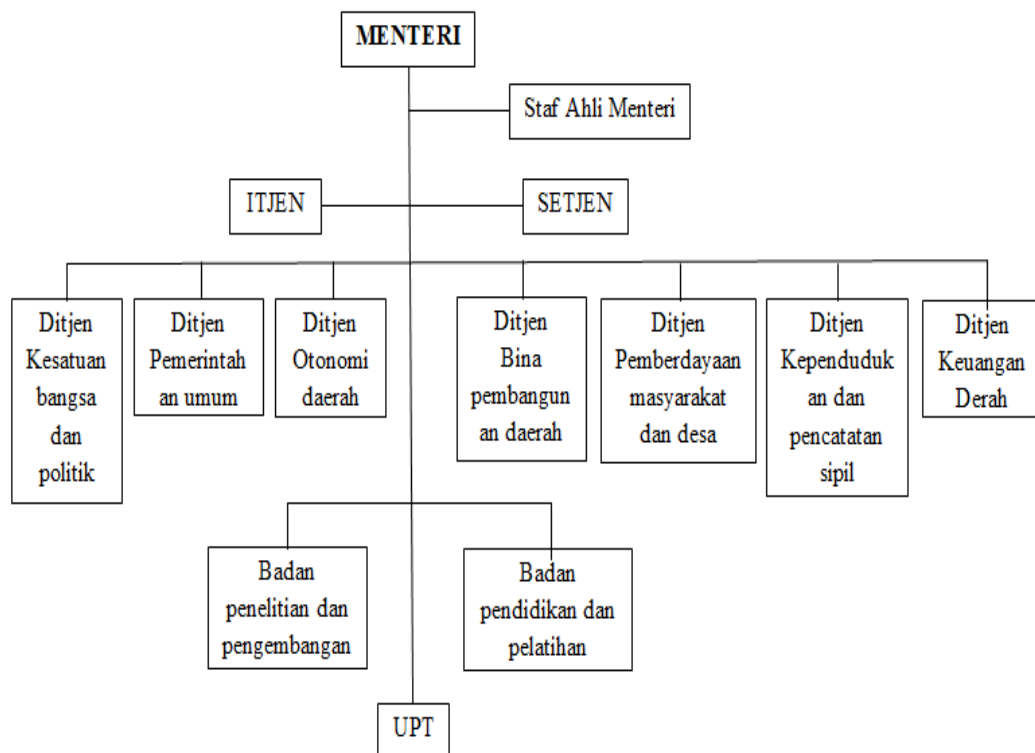 MENTERI
Staf Ahli Menteri
ITJEN
SETJEN
Ditjen
Kesatuan
bangsa
dan
politik
Ditjen
Pemerintah
an umum
Ditjen
Otonomi
daerah
Ditjen
Bina
pembangun
an daerah
Ditjen
Pemberdayaan
masyarakat
dan desa
Ditjen
Kependuduk
an dan
pencatatan
sipil
Ditjen
Keuangan
Derah
Badan
penelitian dan
pengembangan
Badan
pendidikan dan
pelatihan
UPT